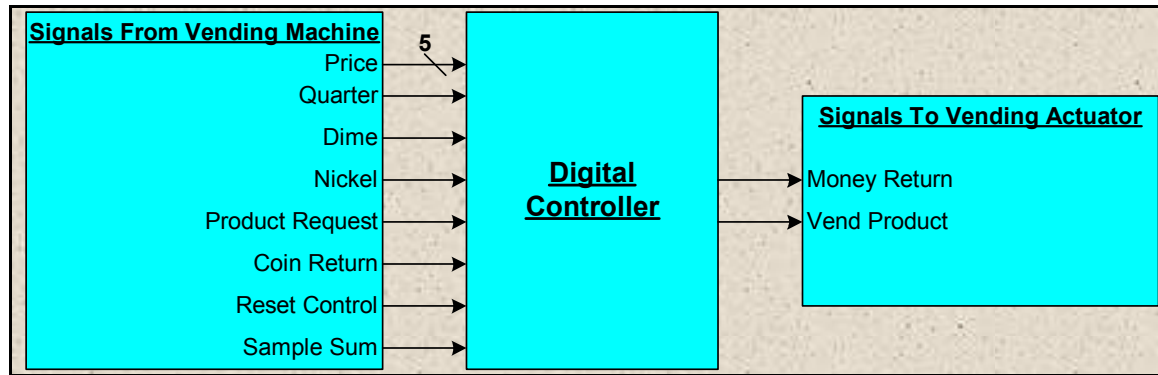 Signals From Vending Machine
Price
5
Quarter
Dime
Nickel
Product Request
Coin Return
Reset Control
Sample Sum
Digital
Controller
Signals To Vending Actuator
Money Return
Vend Product